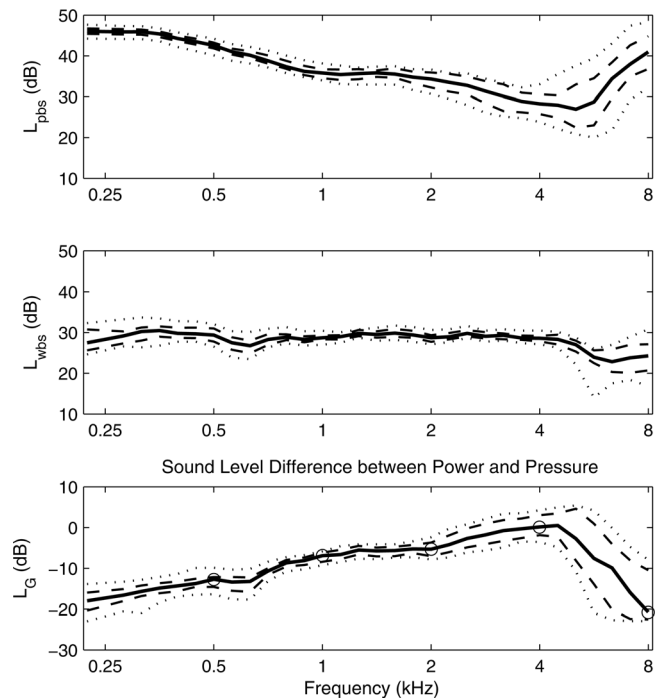 50
40
30
20
10
L_pbs (dB)
0.25 0.5 1 2 4 8
50
40
30
20
10
L_wbs (dB)
0.25 0.5 1 2 4 8
Sound Level Difference between Power and Pressure
10
0
−10
−20
−30
L_G (dB)
0.25 0.5 1 2 4 8
Frequency (kHz)